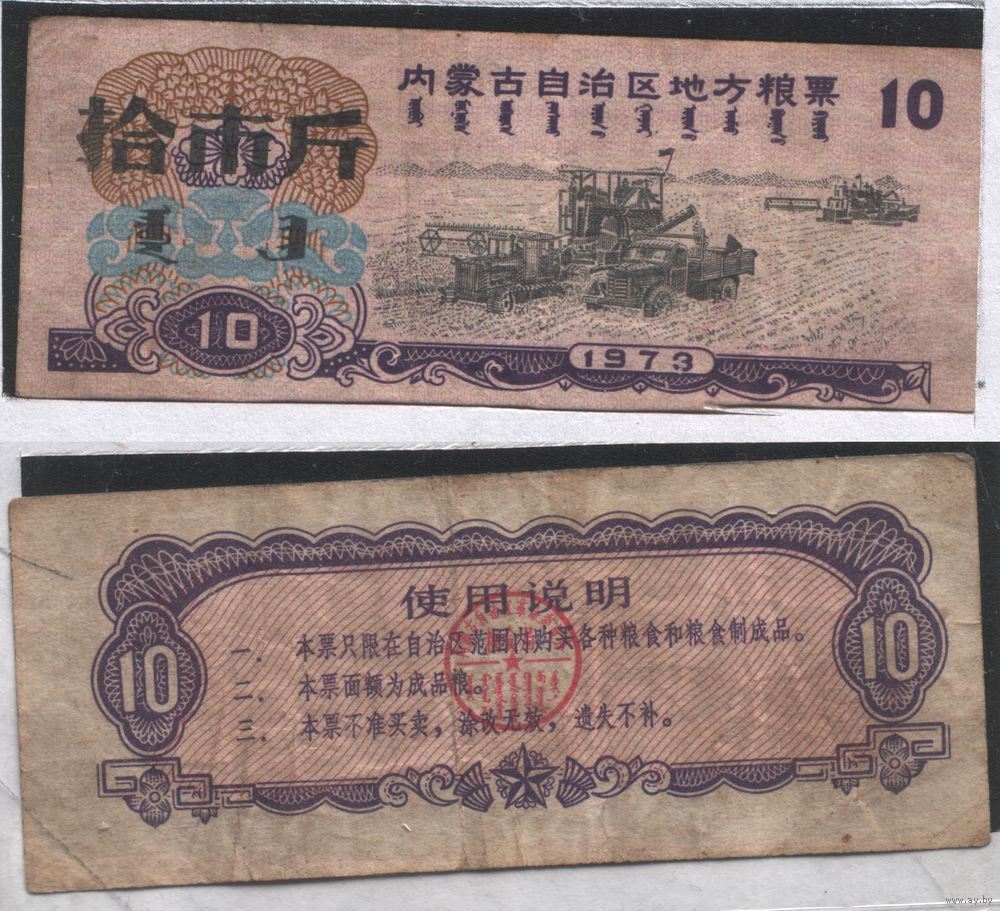 内蒙古自治区地方粮票
10
拾市斤
10
1973
使用说明
一. 本票只限在自治区范围内购买各种粮食和粮食制成品。
二. 本票面额为成品粮。
三. 本票不准买卖，涂改无效，遗失不补。
10
10
www.ay.by